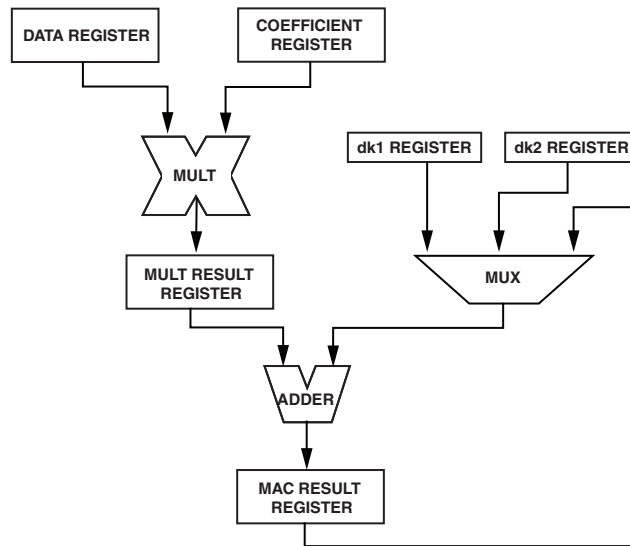 DATA REGISTER
COEFFICIENT
REGISTER
MULT
dk1 REGISTER
dk2 REGISTER
MULT RESULT
REGISTER
MUX
ADDER
MAC RESULT
REGISTER